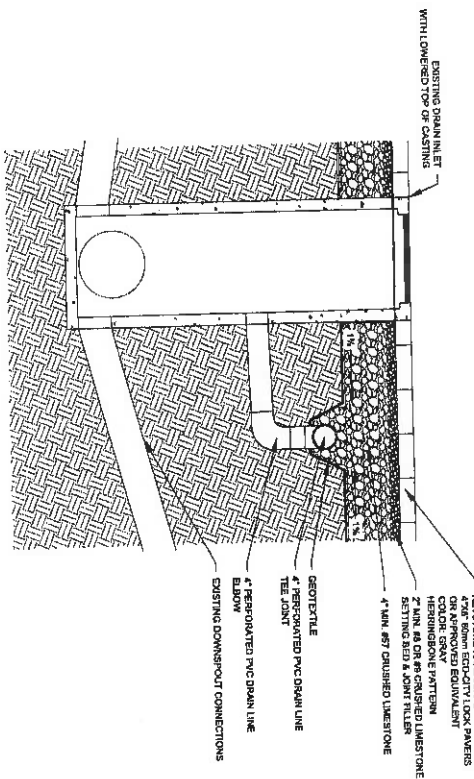 EXISTING DRAIN INLET
WITH LOWERED TOP OF CASTING
4"X8" 80mm ECO-CITY LOCK PAVERS
OR APPROVED EQUIVALENT
COLOR: GRAY
HERRINGBONE PATTERN
2" MIN. #8 OR #9 CRUSHED LIMESTONE
SETTING BED & JOINT FILLER
4" MIN. #57 CRUSHED LIMESTONE
GEOTEXTILE
4" PERFORATED PVC DRAIN LINE
TEE JOINT
4" PERFORATED PVC DRAIN LINE
ELBOW
EXISTING DOWNSPOUT CONNECTIONS
1%
1%